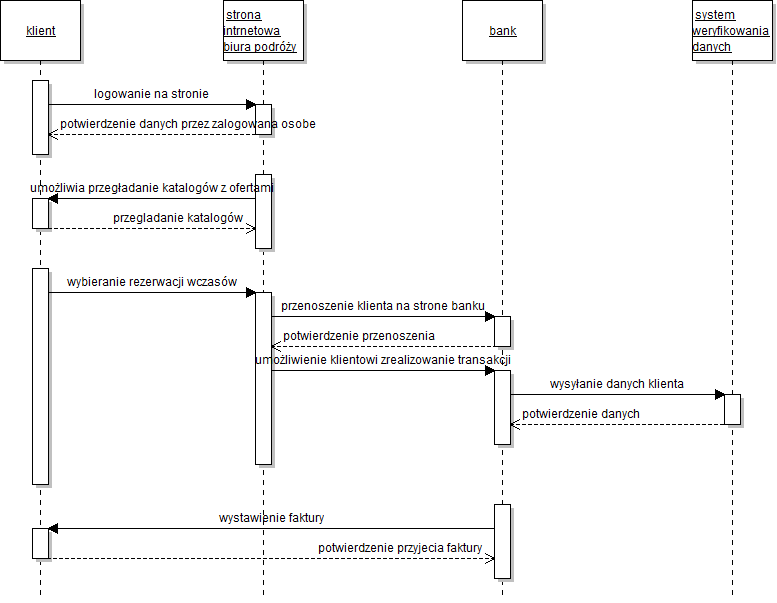 klient
strona
intrnetowa
biura podróży
bank
system
weryfikowania
danych
logowanie na stronie
potwierdzenie danych przez zalogowana osobe
umożliwia przegładanie katalogów z ofertami
przegladanie katalogów
wybieranie rezerwacji wczasów
przenoszenie klienta na strone banku
potwierdzenie przenoszenia
umożliwienie klientowi zrealizowanie transakcji
wysyłanie danych klienta
potwierdzenie danych
wystawienie faktury
potwierdzenie przyjecia faktury